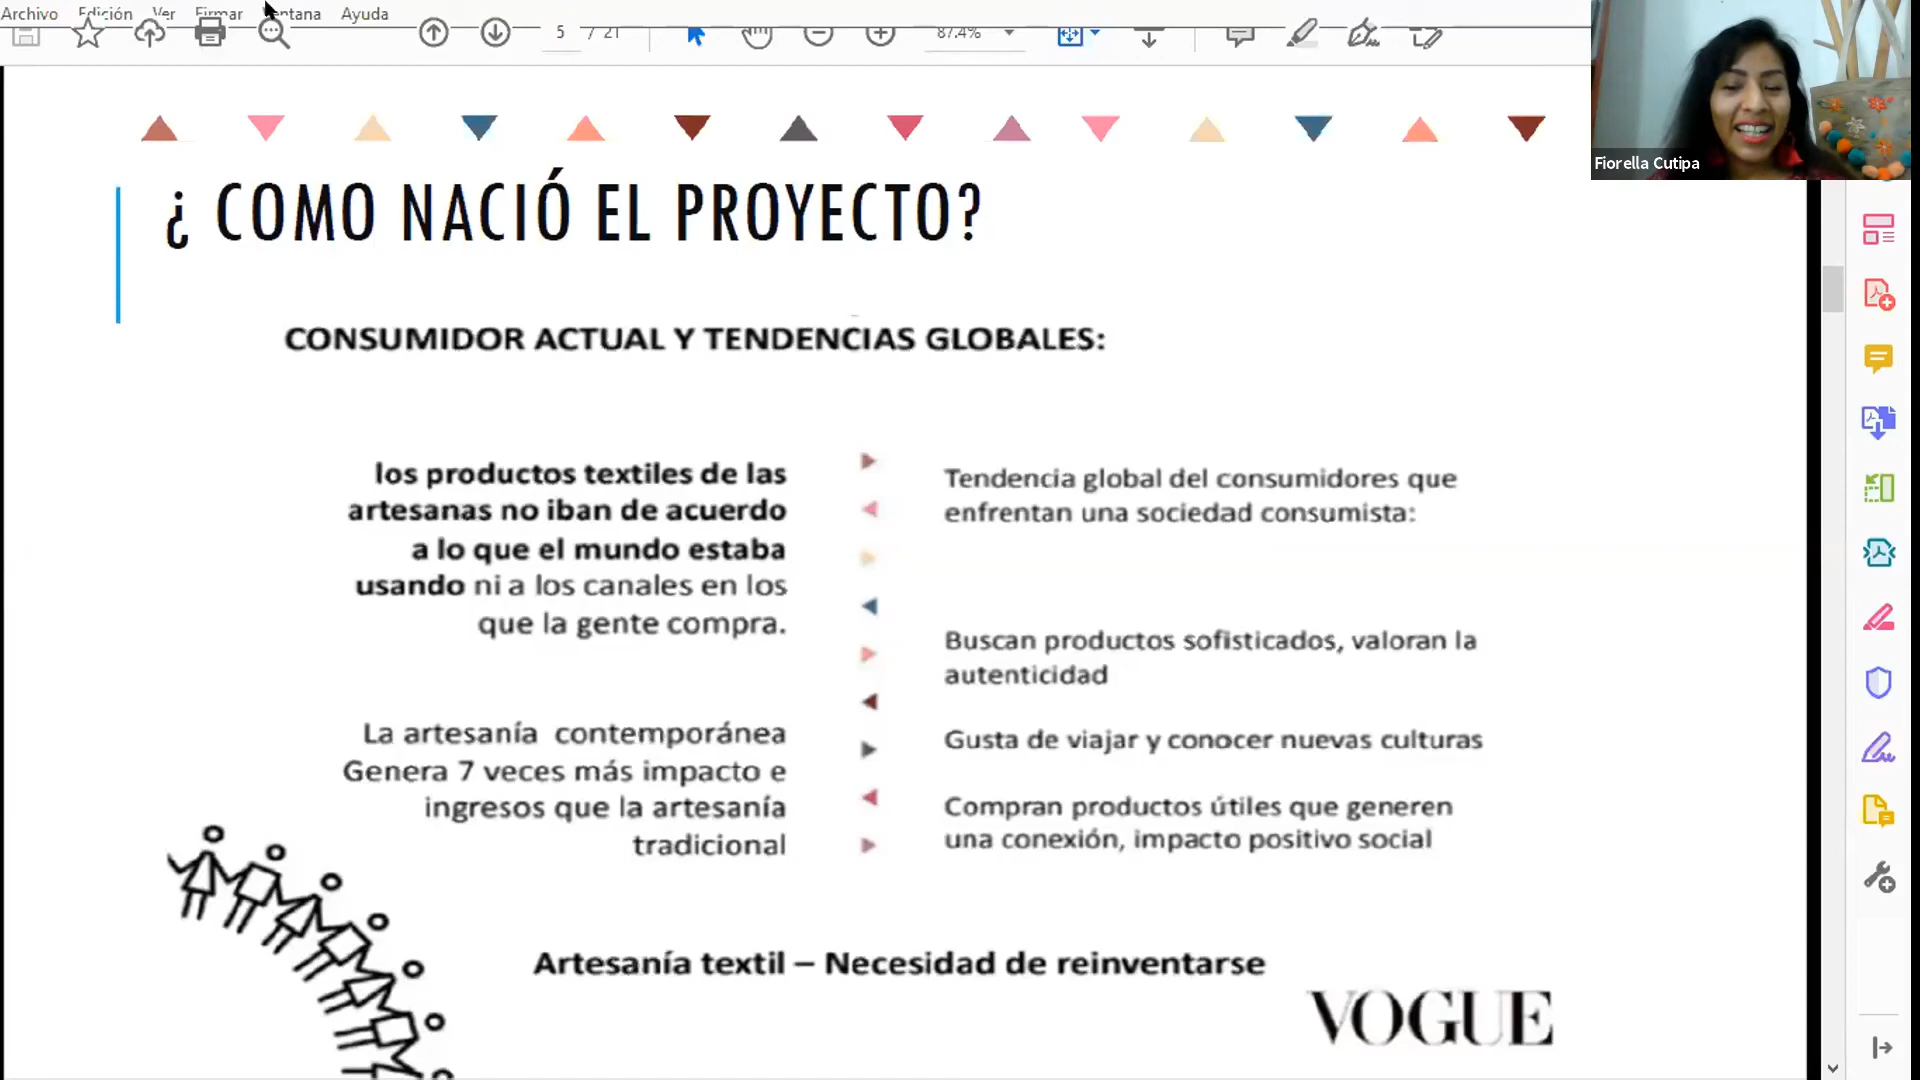 Archivo Edición Ver Firmar Ventana Ayuda
5 / 21 87.4%
Fiorella Cutipa
¿ COMO NACIÓ EL PROYECTO?
CONSUMIDOR ACTUAL Y TENDENCIAS GLOBALES:
los productos textiles de las
artesanas no iban de acuerdo
a lo que el mundo estaba
usando ni a los canales en los
que la gente compra.
La artesanía contemporánea
Genera 7 veces más impacto e
ingresos que la artesanía
tradicional
Tendencia global del consumidores que
enfrentan una sociedad consumista:
Buscan productos sofisticados, valoran la
autenticidad
Gusta de viajar y conocer nuevas culturas
Compran productos útiles que generen
una conexión, impacto positivo social
Artesanía textil – Necesidad de reinventarse
VOGUE